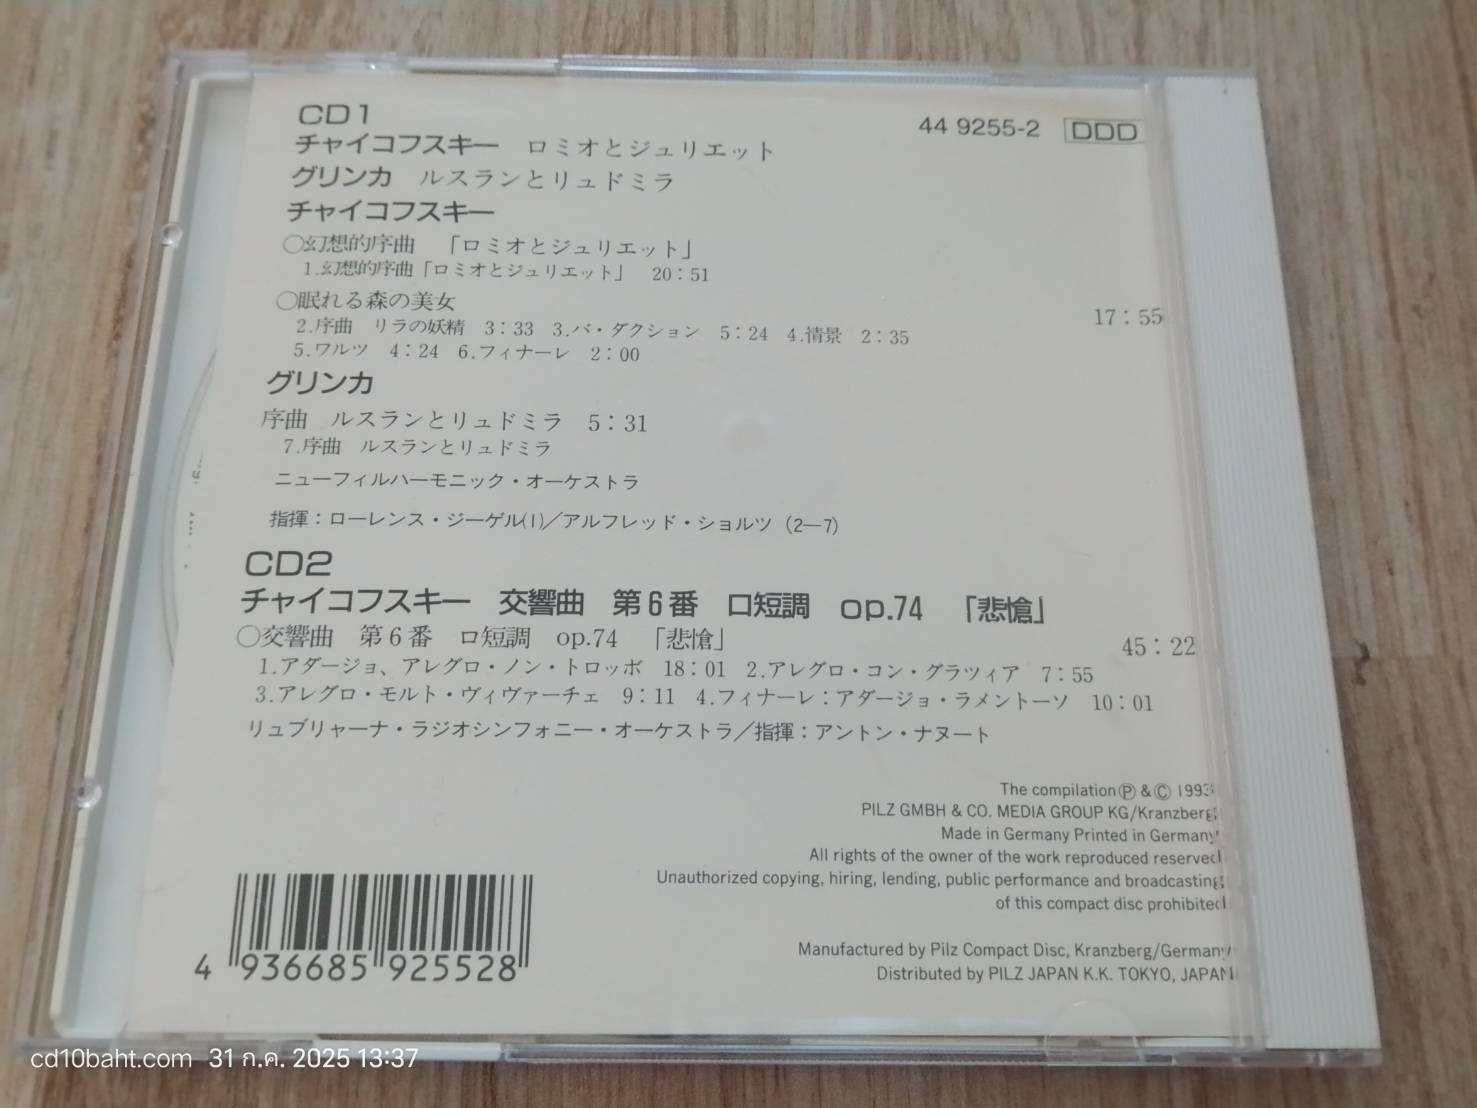 CD1
44 9255-2 DDD
チャイコフスキー ロミオとジュリエット
グリンカ ルスランとリュドミラ
チャイコフスキー
○幻想的序曲 「ロミオとジュリエット」
1.幻想的序曲「ロミオとジュリエット」 20:51
○眠れる森の美女 17:55
2.序曲 リラの妖精 3:33 3.パ・ダクション 5:24 4.情景 2:35
5.ワルツ 4:24 6.フィナーレ 2:00
グリンカ
序曲 ルスランとリュドミラ 5:31
7.序曲 ルスランとリュドミラ
ニューフィルハーモニック・オーケストラ
指揮:ローレンス・ジーゲル(1)/アルフレッド・ショルツ (2―7)
CD2
チャイコフスキー 交響曲 第6番 ロ短調 op.74 「悲愴」
○交響曲 第6番 ロ短調 op.74 「悲愴」 45:22
1.アダージョ、アレグロ・ノン・トロッポ 18:01 2.アレグロ・コン・グラツィア 7:55
3.アレグロ・モルト・ヴィヴァーチェ 9:11 4.フィナーレ:アダージョ・ラメントーソ 10:01
リュブリャーナ・ラジオシンフォニー・オーケストラ/指揮:アントン・ナヌート
The compilation Ⓟ & © 1993
PILZ GMBH & CO. MEDIA GROUP KG/Kranzberg
Made in Germany Printed in Germany
All rights of the owner of the work reproduced reserved
Unauthorized copying, hiring, lending, public performance and broadcasting
of this compact disc prohibited
Manufactured by Pilz Compact Disc, Kranzberg/Germany
Distributed by PILZ JAPAN K.K. TOKYO, JAPAN
4 936685 925528
cd10baht.com 31 ก.ค. 2025 13:37